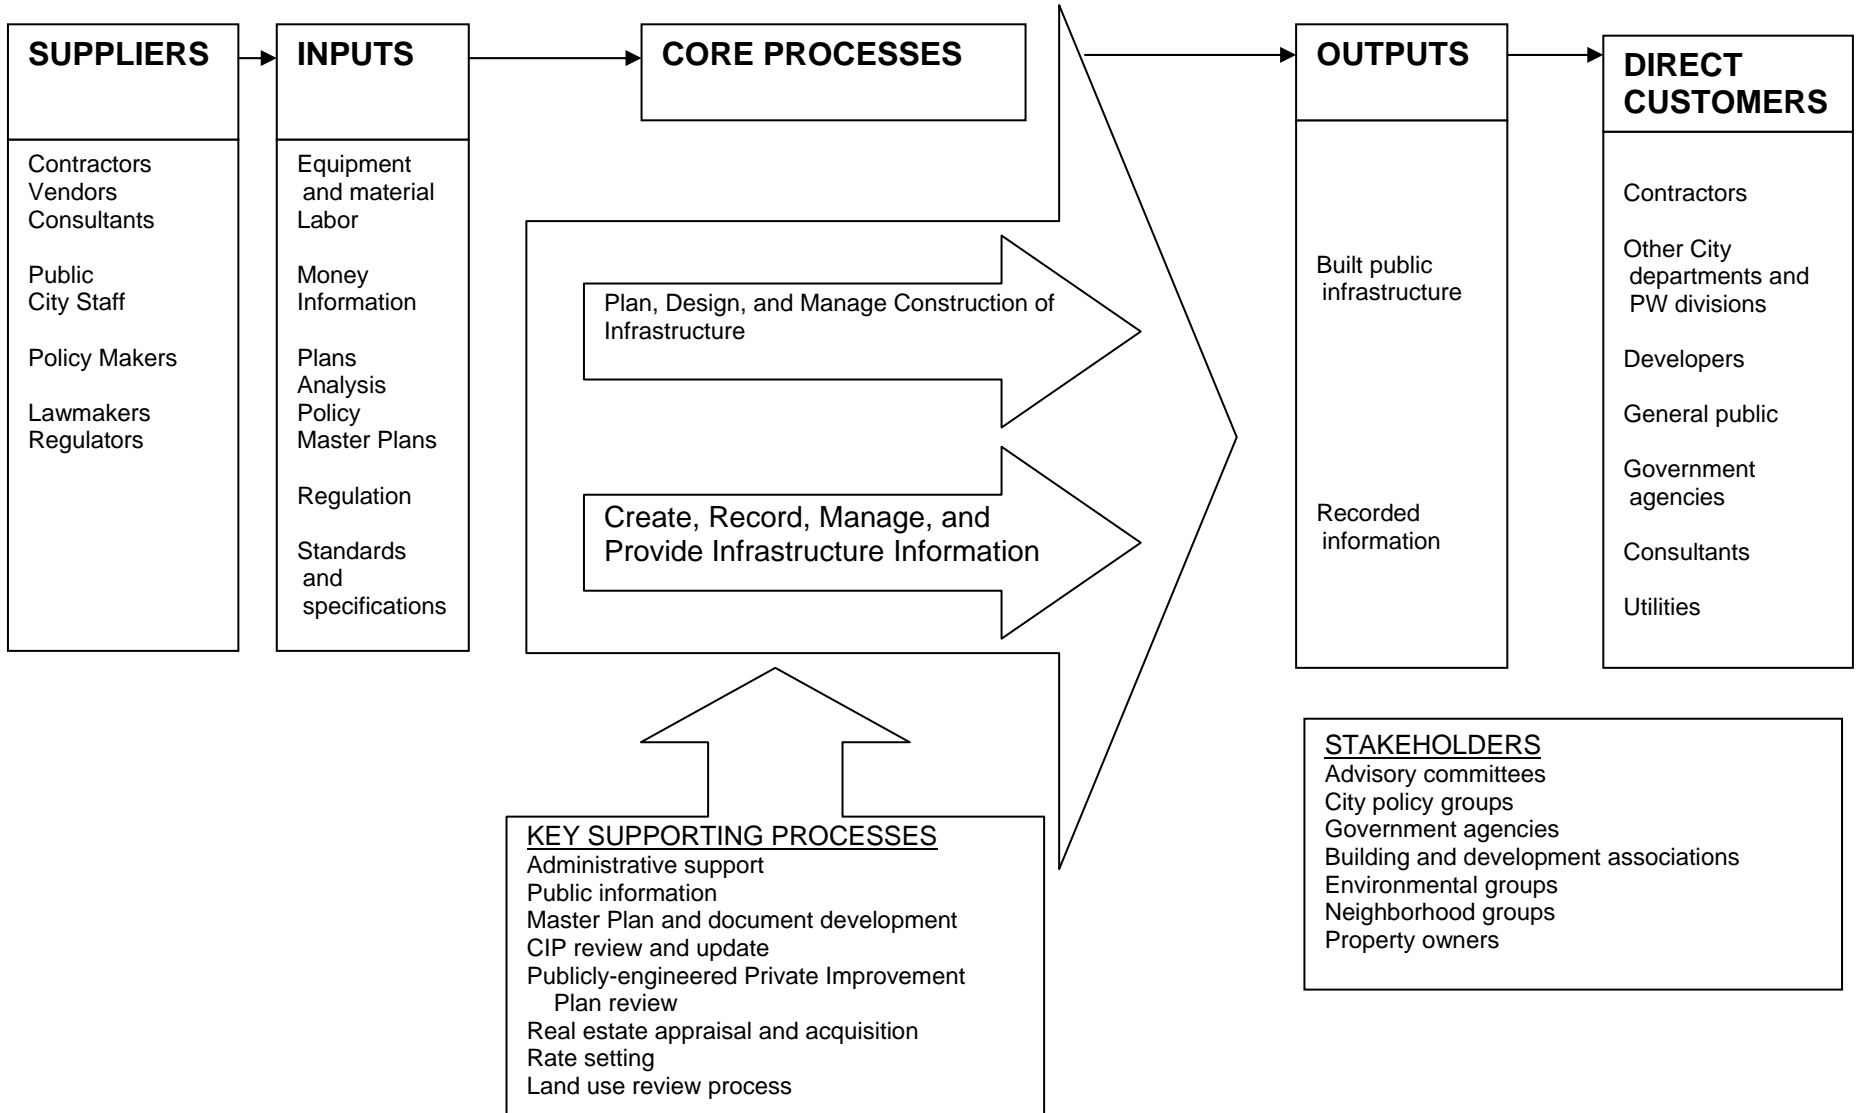 SUPPLIERS
Contractors
Vendors
Consultants
Public
City Staff
Policy Makers
Lawmakers
Regulators
INPUTS
Equipment
and material
Labor
Money
Information
Plans
Analysis
Policy
Master Plans
Regulation
Standards
and
specifications
CORE PROCESSES
Plan, Design, and Manage Construction of
Infrastructure
Create, Record, Manage, and
Provide Infrastructure Information
KEY SUPPORTING PROCESSES
Administrative support
Public information
Master Plan and document development
CIP review and update
Publicly-engineered Private Improvement
Plan review
Real estate appraisal and acquisition
Rate setting
Land use review process
OUTPUTS
Built public
infrastructure
Recorded
information
DIRECT
CUSTOMERS
Contractors
Other City
departments and
PW divisions
Developers
General public
Government
agencies
Consultants
Utilities
STAKEHOLDERS
Advisory committees
City policy groups
Government agencies
Building and development associations
Environmental groups
Neighborhood groups
Property owners